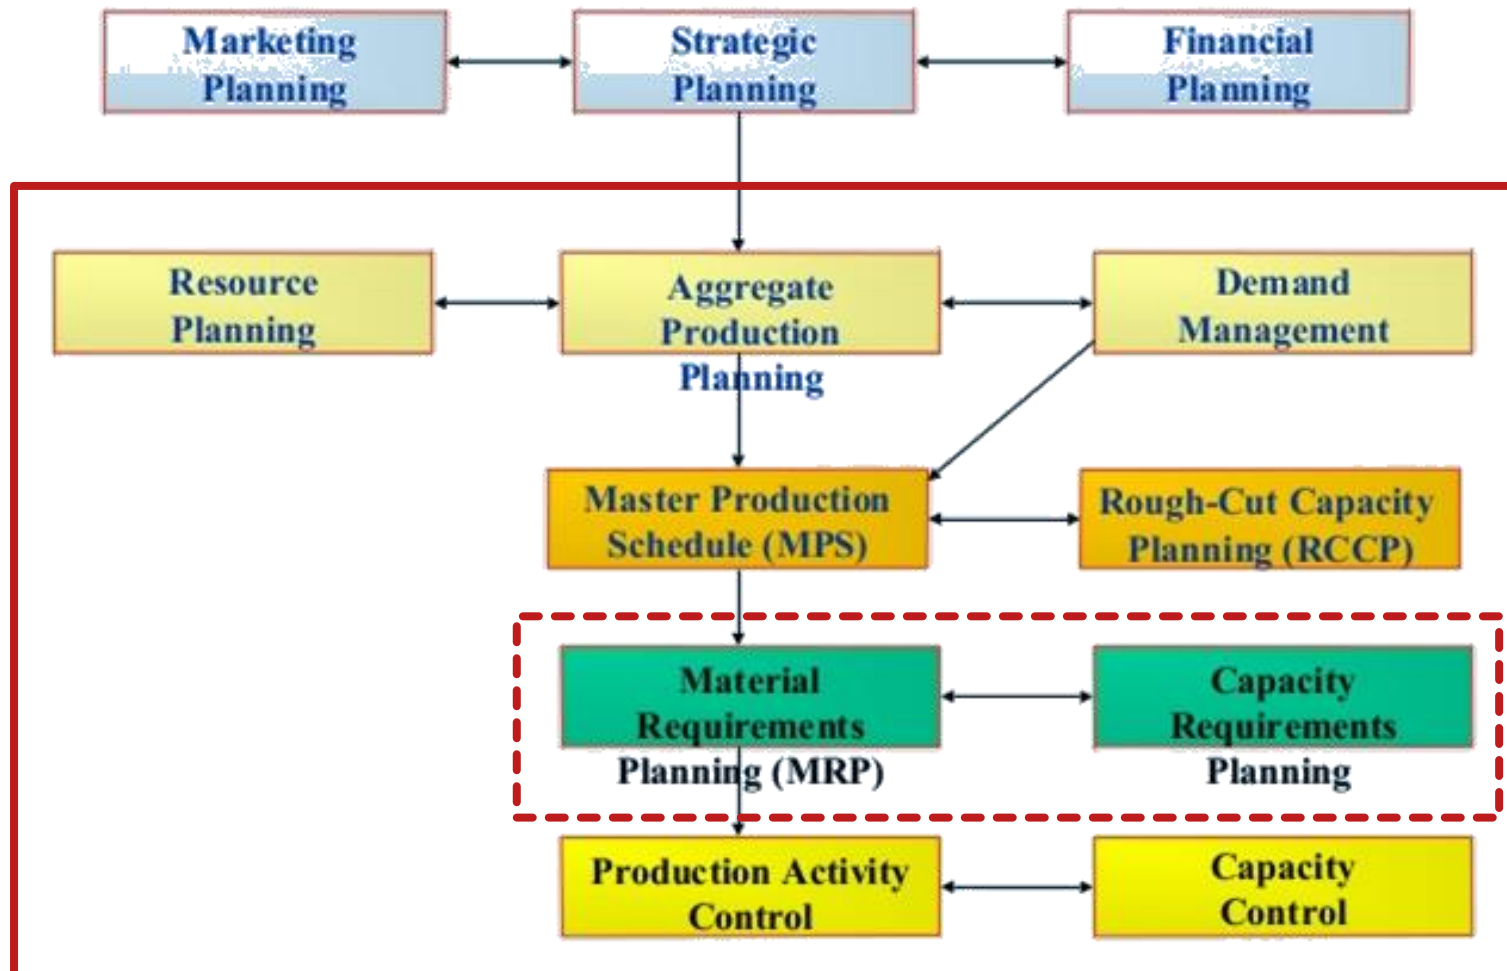 Marketing
Planning
Strategic
Planning
Financial
Planning
Resource
Planning
Aggregate
Production
Planning
Demand
Management
Master Production
Schedule (MPS)
Rough-Cut Capacity
Planning (RCCP)
Material
Requirements
Planning (MRP)
Capacity
Requirements
Planning
Production Activity
Control
Capacity
Control